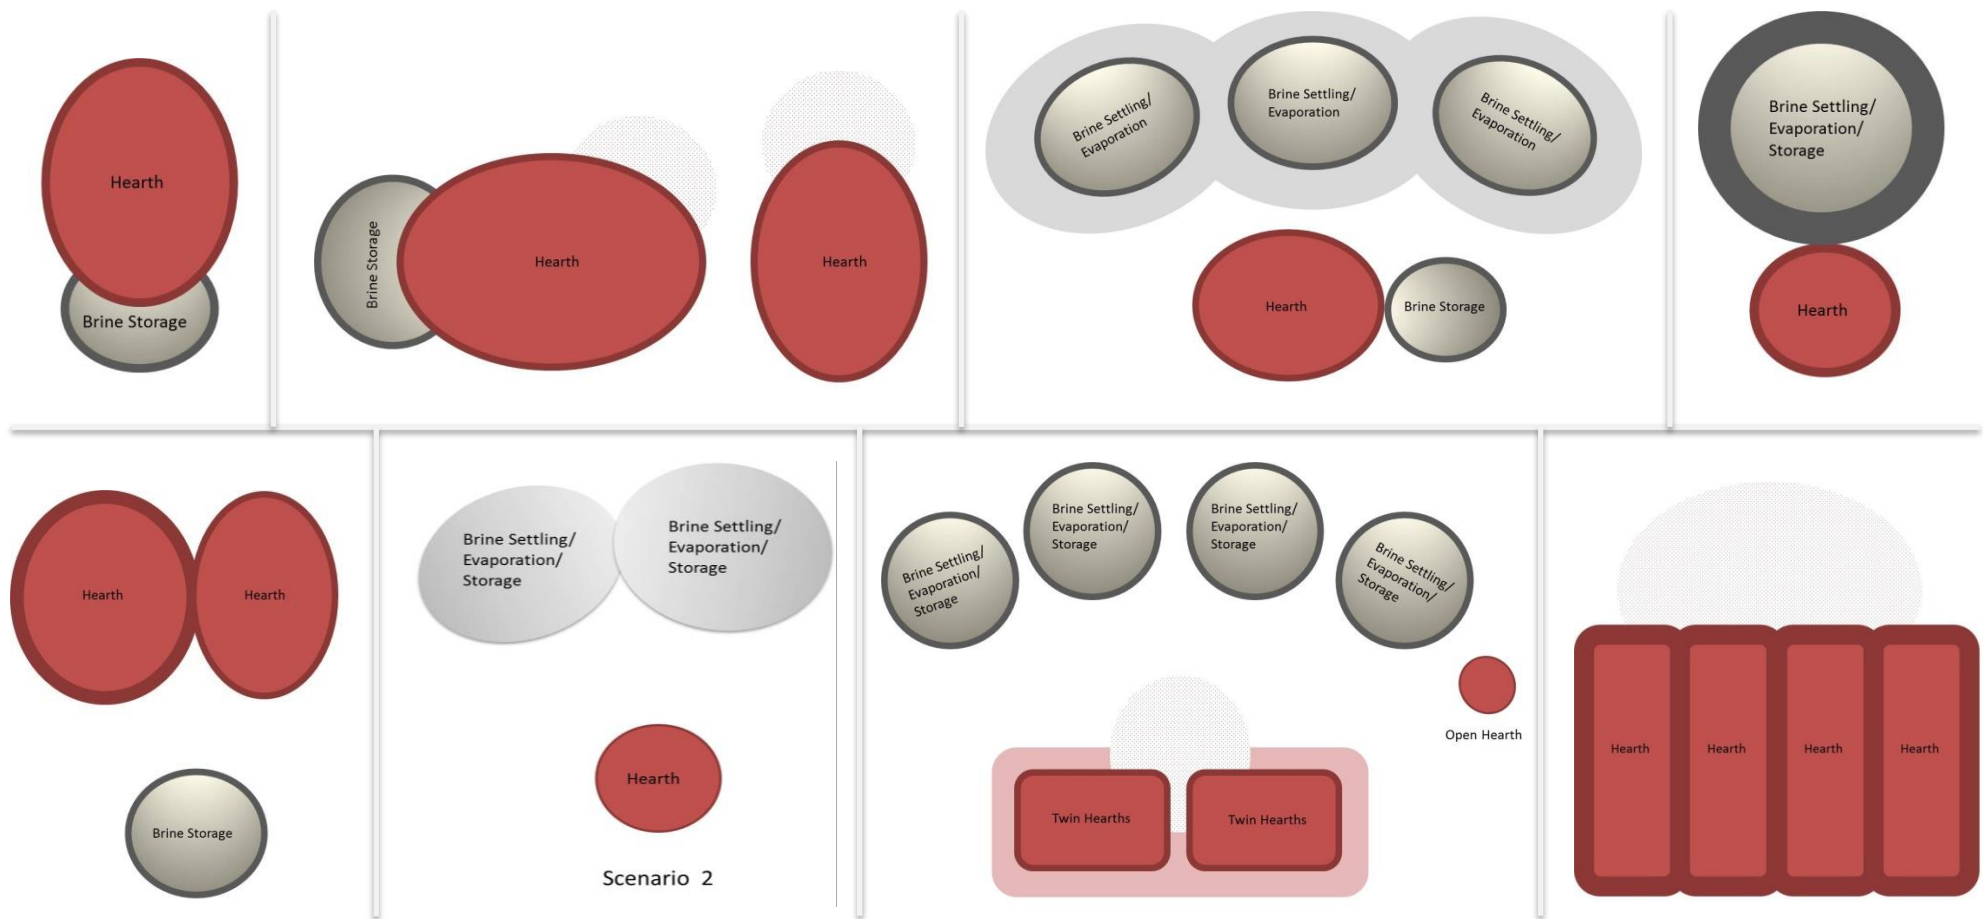 Hearth
Brine Storage
Brine Storage
Hearth
Hearth
Brine Settling/
Evaporation
Brine Settling/
Evaporation
Brine Settling/
Evaporation
Hearth
Brine Storage
Brine Settling/
Evaporation/
Storage
Hearth
Hearth
Hearth
Brine Storage
Brine Settling/
Evaporation/
Storage
Brine Settling/
Evaporation/
Storage
Hearth
Scenario 2
Brine Settling/
Evaporation/
Storage
Brine Settling/
Evaporation/
Storage
Brine Settling/
Evaporation/
Storage
Brine Settling/
Evaporation/
Storage
Open Hearth
Twin Hearths
Twin Hearths
Hearth
Hearth
Hearth
Hearth